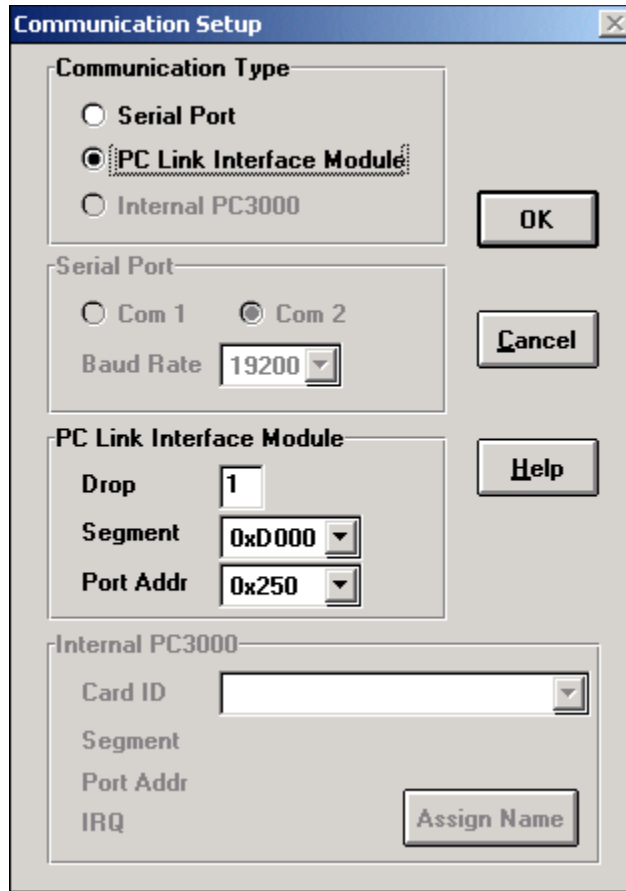 Communication Setup
Communication Type
Serial Port
PC Link Interface Module
Internal PC3000
OK
Serial Port
Com 1 Com 2
Baud Rate 19200
Cancel
PC Link Interface Module
Drop 1
Segment 0xD000
Port Addr 0x250
Help
Internal PC3000
Card ID
Segment
Port Addr
IRQ
Assign Name